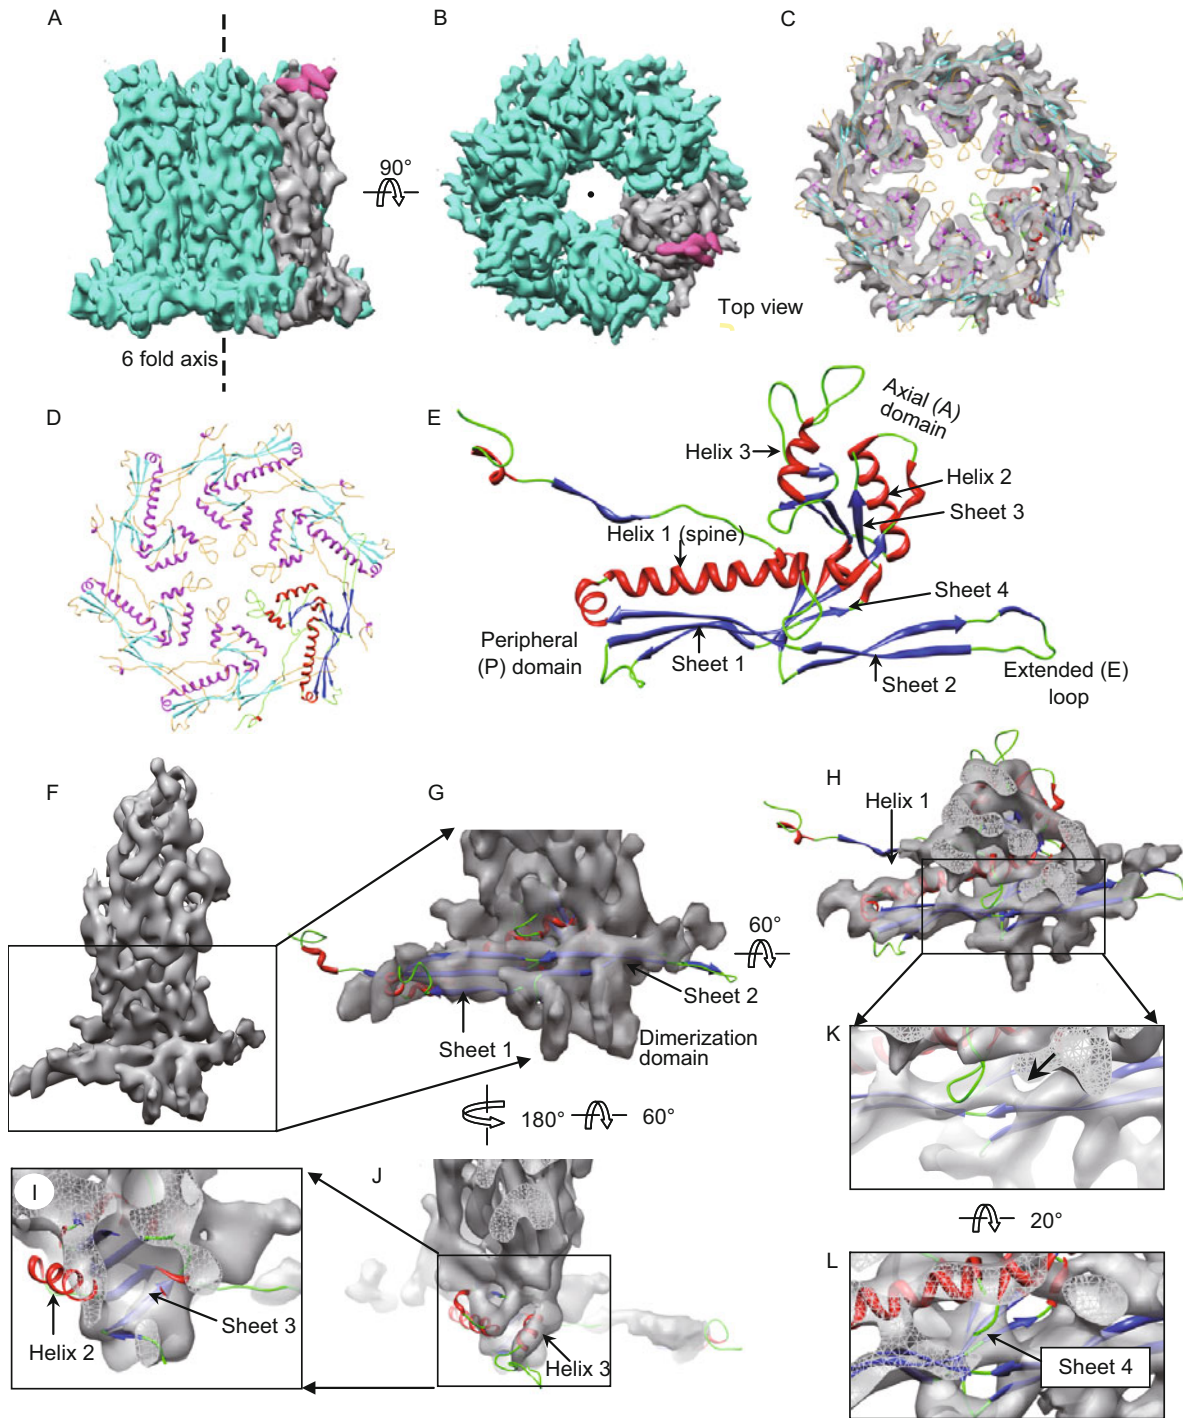 A
B
C
90°
Top view
6 fold axis
D
E
Axial (A)
domain
Helix 3
Helix 2
Sheet 3
Helix 1 (spine)
Sheet 4
Peripheral
(P) domain
Sheet 1
Sheet 2
Extended (E)
loop
F
G
H
Helix 1
60°
Sheet 2
Sheet 1
Dimerization
domain
K
180°
60°
I
J
20°
L
Sheet 3
Helix 2
Helix 3
Sheet 4